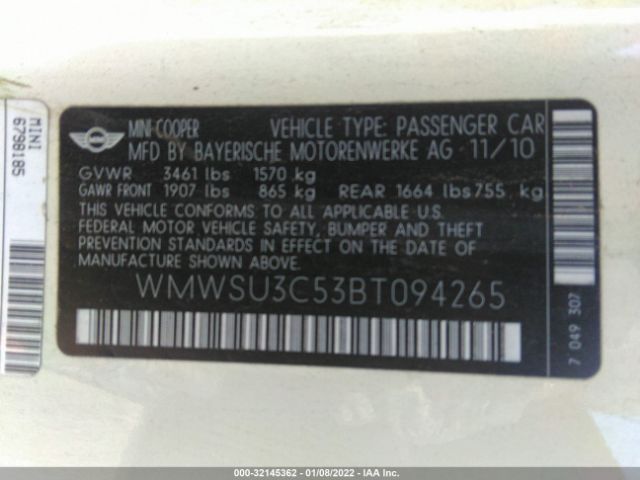 MINI
6798185
MINI
MINI COOPER VEHICLE TYPE: PASSENGER CAR
MFD BY BAYERISCHE MOTORENWERKE AG 11/10
GVWR 3461 lbs 1570 kg
GAWR FRONT 1907 lbs 865 kg REAR 1664 lbs 755 kg
THIS VEHICLE CONFORMS TO ALL APPLICABLE U.S.
FEDERAL MOTOR VEHICLE SAFETY, BUMPER AND THEFT
PREVENTION STANDARDS IN EFFECT ON THE DATE OF
MANUFACTURE.
WMWSU3C53BT094265
7 049 307
000-32145362 - 01/08/2022 - IAA Inc.